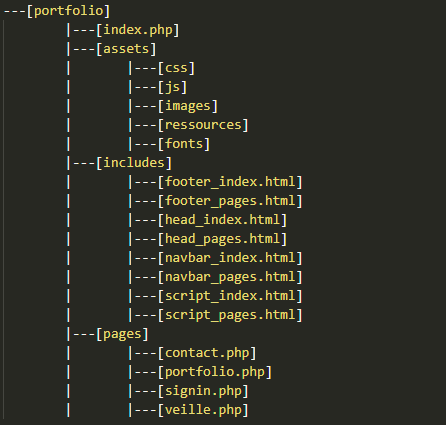 ---[portfolio]
|---[index.php]
|---[assets]
| |---[css]
| |---[js]
| |---[images]
| |---[ressources]
| |---[fonts]
|---[includes]
| |---[footer_index.html]
| |---[footer_pages.html]
| |---[head_index.html]
| |---[head_pages.html]
| |---[navbar_index.html]
| |---[navbar_pages.html]
| |---[script_index.html]
| |---[script_pages.html]
|---[pages]
| |---[contact.php]
| |---[portfolio.php]
| |---[signin.php]
| |---[veille.php]